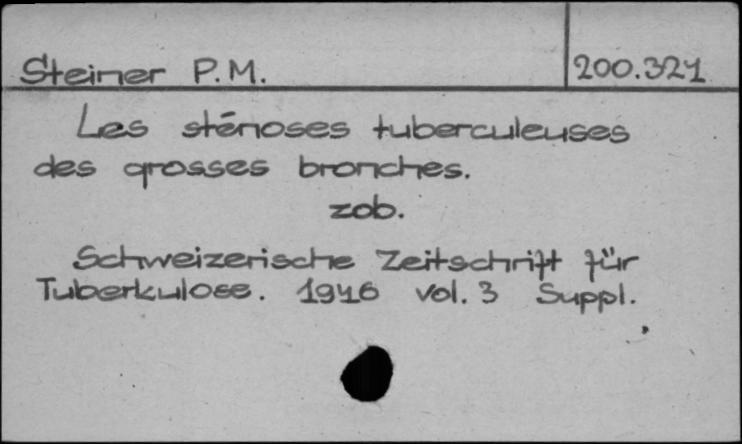 Steiner P.M.
200.321
Les sténoses tuberculeuses
des grosses bronches.
zob.
Schweizerische Zeitschrift für
Tuberkulose. 1946 vol. 3 Suppl.